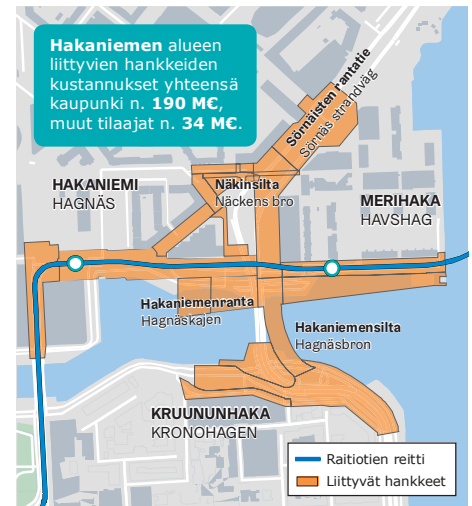 Hakaniemen alueen
liittyvien hankkeiden
kustannukset yhteensä
kaupunki n. 190 M€,
muut tilaajat n. 34 M€.
Sörnäisten rantatie
Sörnäs strandväg
HAKANIEMI
HAGNÄS
Näkinsilta
Näckens bro
MERIHAKA
HAVSHAG
Hakaniemenranta
Hagnäskajen
Hakaniemensilta
Hagnäsbron
KRUUNUNHAKA
KRONOHAGEN
Raitiotien reitti
Liittyvät hankkeet